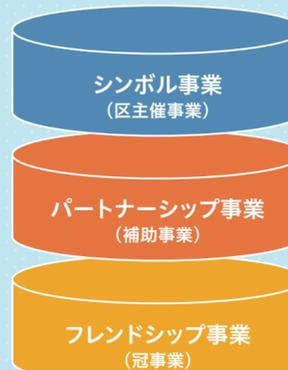 シンボル事業
（区主催事業）
パートナーシップ事業
（補助事業）
フレンドシップ事業
（冠事業）